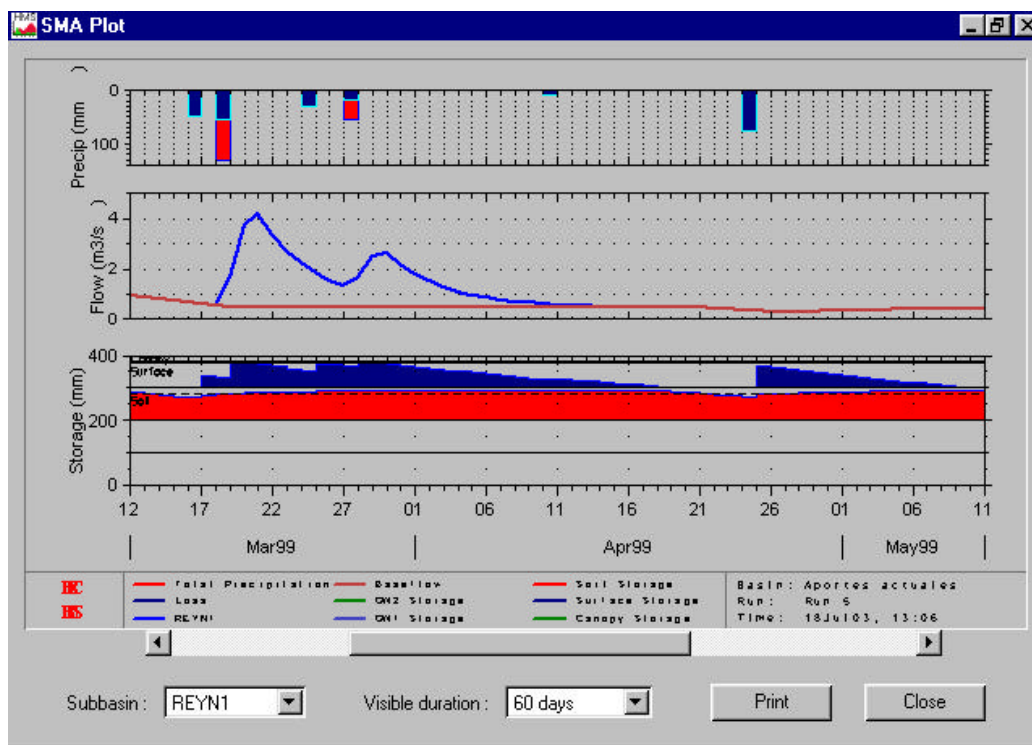 HMS SMA Plot
Precip (mm)
0
100
Flow (m3/s)
4
2
0
Storage (mm)
400
200
0
Surface
Soil
12 17 22 27 01 06 11 16 21 26 01 06 11
Mar99 Apr99 May99
Total Precipitation Baseflow Soil Storage Basin: Aportes actuales
Loss GW2 Storage Surface Storage Run: Run 6
REYN1 GW1 Storage Canopy Storage Time: 18Jul03, 13:06
HEC
HMS
Subbasin : REYN1 Visible duration : 60 days Print Close